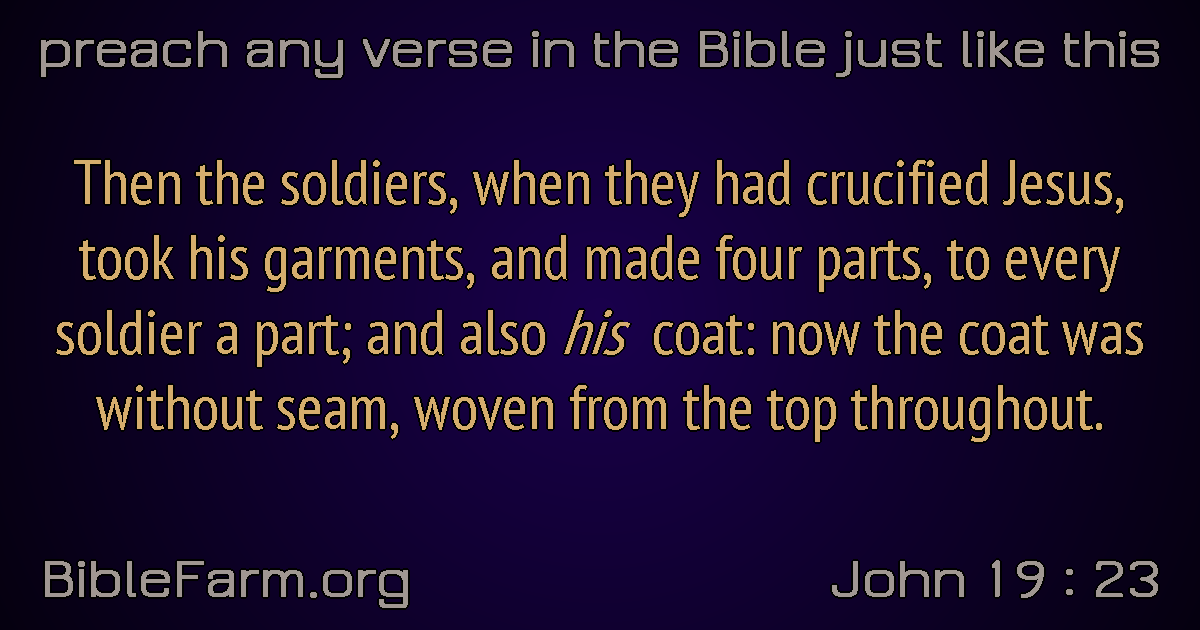 preach any verse in the Bible just like this
Then the soldiers, when they had crucified Jesus,
took his garments, and made four parts, to every
soldier a part; and also his coat: now the coat was
without seam, woven from the top throughout.
BibleFarm.org
John 19 : 23